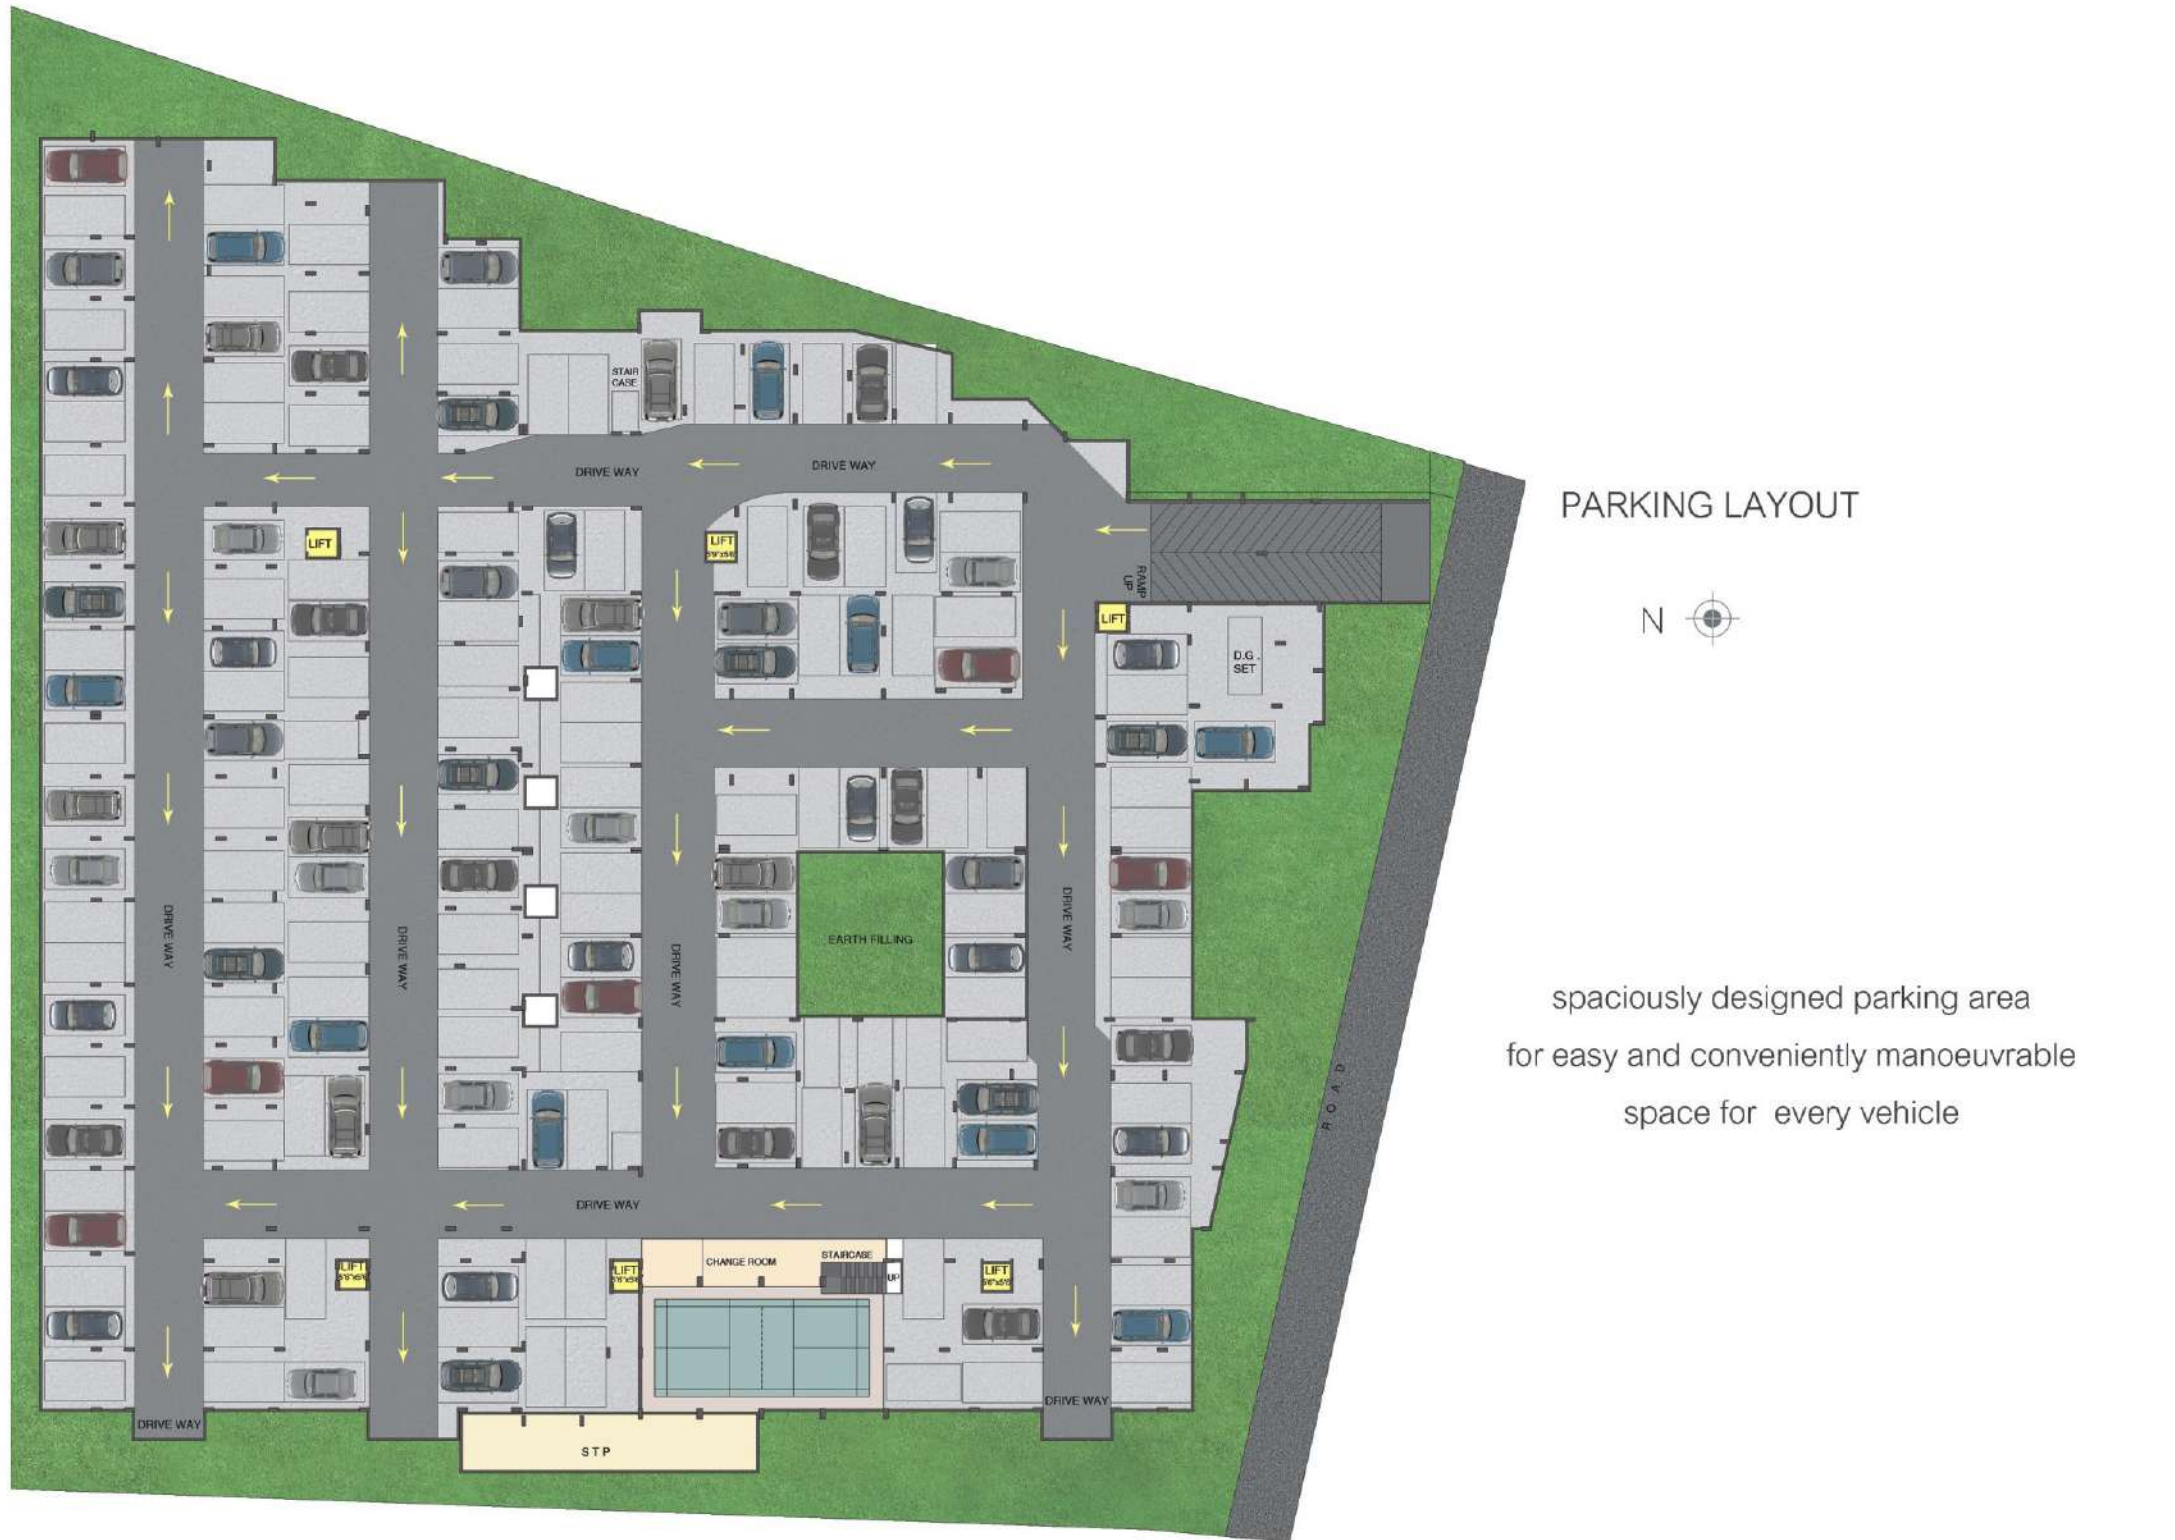 STAIR
CASE
DRIVE WAY
DRIVE WAY
PARKING LAYOUT
LIFT
LIFT
RAMP
UP
LIFT
N
D.G.
SET
DRIVE WAY
DRIVE WAY
DRIVE WAY
DRIVE WAY
EARTH FILLING
spaciously designed parking area
for easy and conveniently manoeuvrable
space for every vehicle
ROAD
DRIVE WAY
LIFT
LIFT
CHANGE ROOM
STAIRCASE
UP
LIFT
DRIVE WAY
DRIVE WAY
STP